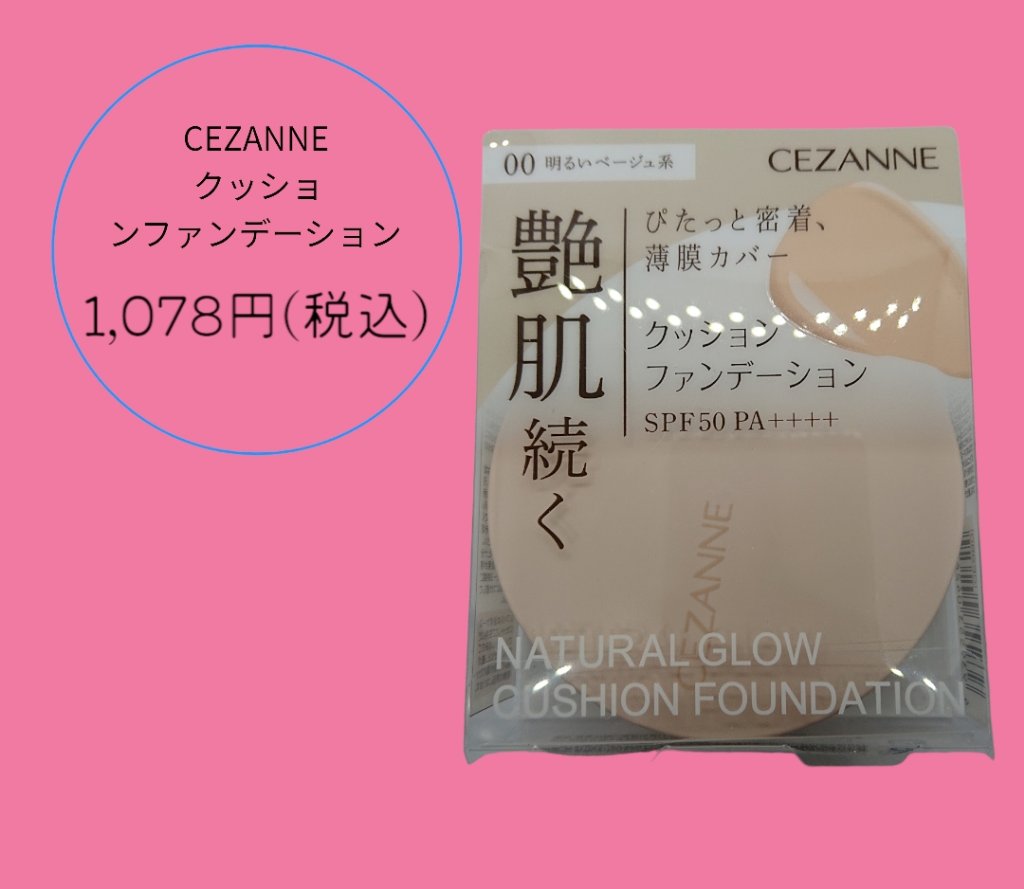 CEZANNE
クッショ
ンファンデーション
1,078円(税込)
00 明るいベージュ系
CEZANNE
艶肌続く
ぴたっと密着、
薄膜カバー
クッション
ファンデーション
SPF50 PA++++
CEZANNE
NATURAL GLOW
CUSHION FOUNDATION